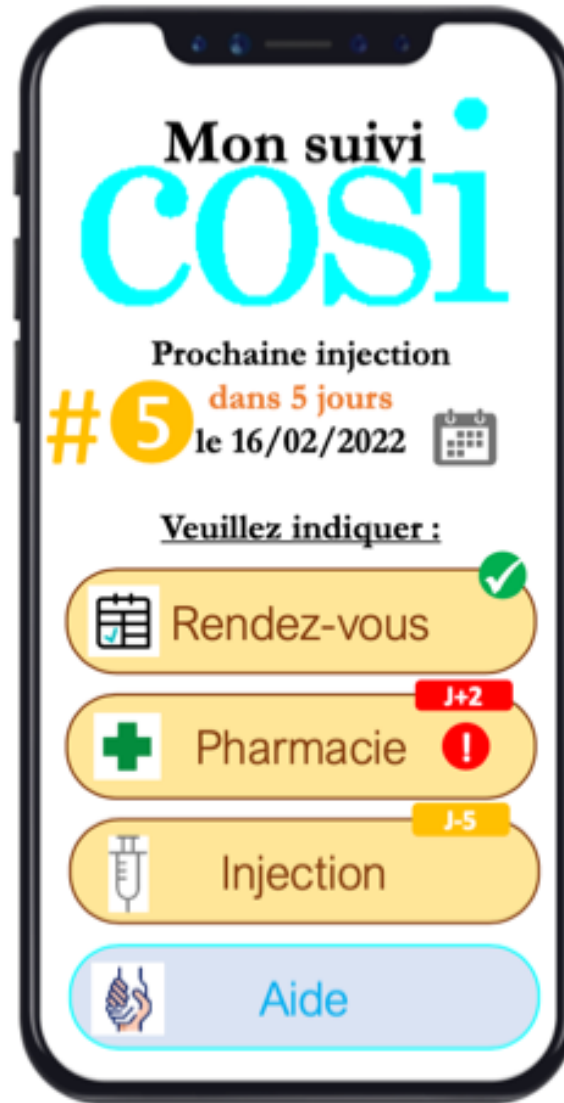 Mon suivi
cosi
Prochaine injection
dans 5 jours
#5
le 16/02/2022
Veuillez indiquer :
Rendez-vous
J+2
Pharmacie !
J-5
Injection
Aide